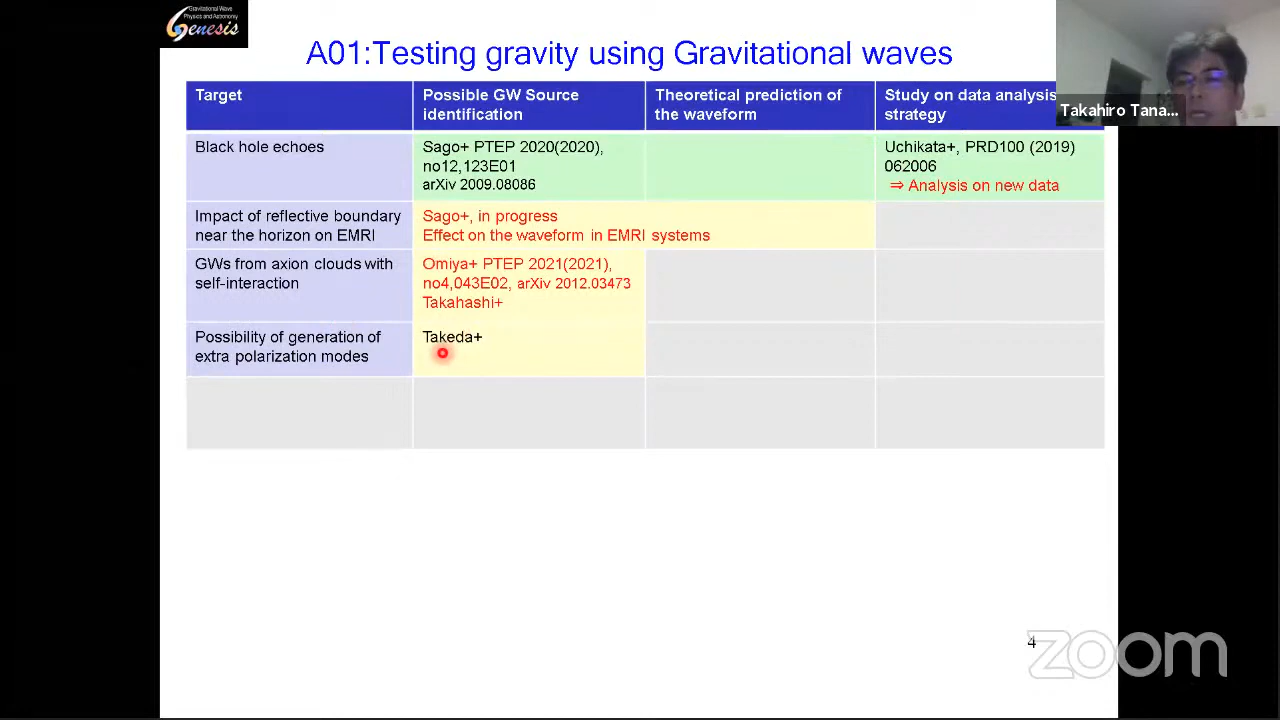 Gravitational Wave
Physics and Astronomy
Genesis
A01:Testing gravity using Gravitational waves
Takahiro Tana...
Target
Possible GW Source
identification
Theoretical prediction of
the waveform
Study on data analysis
strategy
Black hole echoes
Sago+ PTEP 2020(2020),
no12,123E01
arXiv 2009.08086
Uchikata+, PRD100 (2019)
062006
⇒ Analysis on new data
Impact of reflective boundary
near the horizon on EMRI
Sago+, in progress
Effect on the waveform in EMRI systems
GWs from axion clouds with
self-interaction
Omiya+ PTEP 2021(2021),
no4,043E02, arXiv 2012.03473
Takahashi+
Possibility of generation of
extra polarization modes
Takeda+
4
zoom